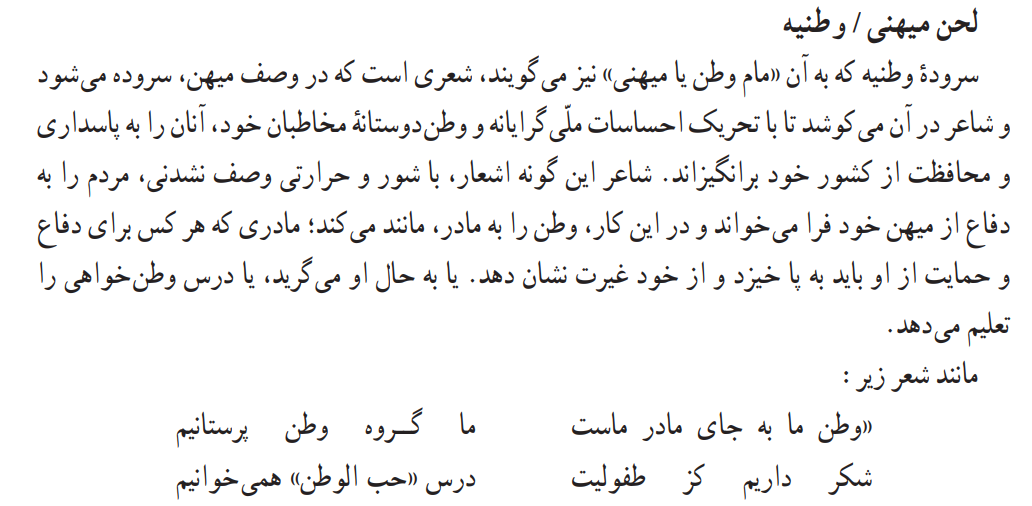 لحن میهنی / وطنیه
سرودهٔ وطنیه که به آن «مام وطن یا میهنی» نیز می‌گویند، شعری است که در وصف میهن، سروده می‌شود
و شاعر در آن می‌کوشد تا با تحریک احساسات ملّی‌گرایانه و وطن‌دوستانهٔ مخاطبان خود، آنان را به پاسداری
و محافظت از کشور خود برانگیزاند. شاعر این گونه اشعار، با شور و حرارتی وصف نشدنی، مردم را به
دفاع از میهن خود فرا می‌خواند و در این کار، وطن را به مادر، مانند می‌کند؛ مادری که هر کس برای دفاع
و حمایت از او باید به پا خیزد و از خود غیرت نشان دهد. یا به حال او می‌گرید، یا درس وطن‌خواهی را
تعلیم می‌دهد.
مانند شعر زیر :
«وطن ما به جای مادر ماست ما گـــروه وطن پرستانیم
شکر داریم کز طفولیت درس «حب الوطن» همی‌خوانیم